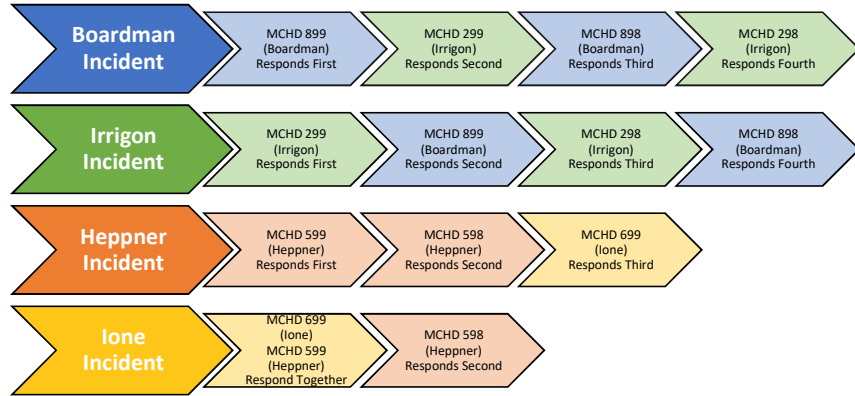 Boardman
Incident
MCHD 899
(Boardman)
Responds First
MCHD 299
(Irrigon)
Responds Second
MCHD 898
(Boardman)
Responds Third
MCHD 298
(Irrigon)
Responds Fourth
Irrigon
Incident
MCHD 299
(Irrigon)
Responds First
MCHD 899
(Boardman)
Responds Second
MCHD 298
(Irrigon)
Responds Third
MCHD 898
(Boardman)
Responds Fourth
Heppner
Incident
MCHD 599
(Heppner)
Responds First
MCHD 598
(Heppner)
Responds Second
MCHD 699
(Ione)
Responds Third
Ione
Incident
MCHD 699
(Ione)
MCHD 599
(Heppner)
Respond Together
MCHD 598
(Heppner)
Responds Second